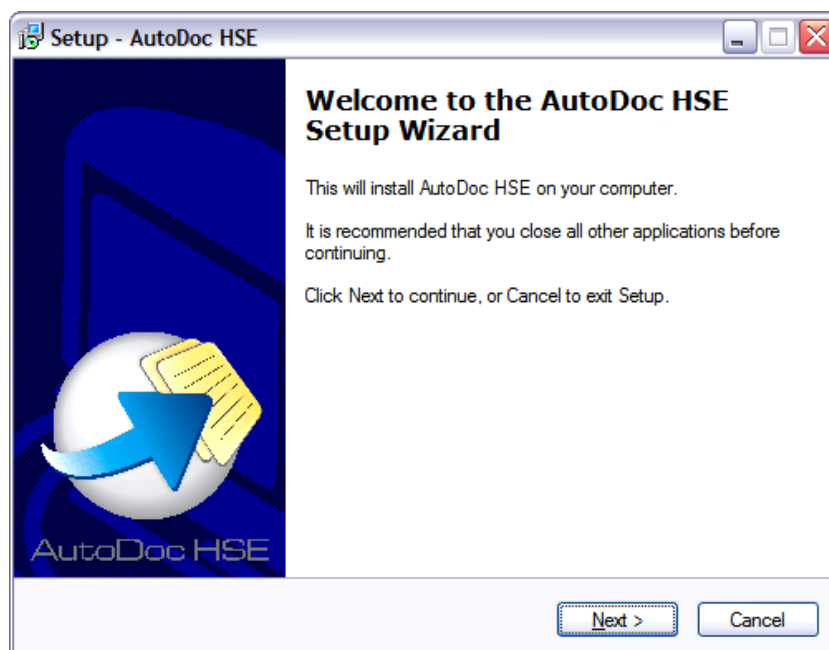 Setup - AutoDoc HSE
Welcome to the AutoDoc HSE
Setup Wizard
This will install AutoDoc HSE on your computer.
It is recommended that you close all other applications before
continuing.
Click Next to continue, or Cancel to exit Setup.
AutoDoc HSE
Next >
Cancel